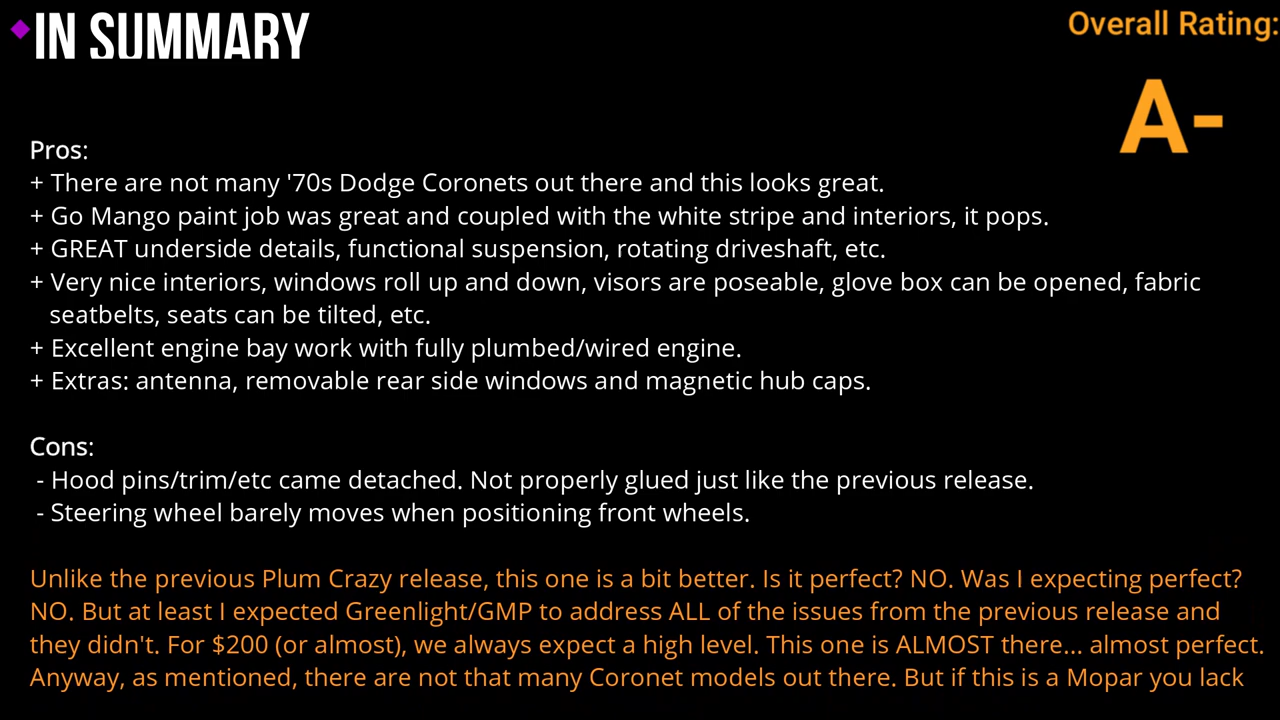 IN SUMMARY
Overall Rating:
A-
Pros:
+ There are not many '70s Dodge Coronets out there and this looks great.
+ Go Mango paint job was great and coupled with the white stripe and interiors, it pops.
+ GREAT underside details, functional suspension, rotating driveshaft, etc.
+ Very nice interiors, windows roll up and down, visors are poseable, glove box can be opened, fabric
seatbelts, seats can be tilted, etc.
+ Excellent engine bay work with fully plumbed/wired engine.
+ Extras: antenna, removable rear side windows and magnetic hub caps.
Cons:
- Hood pins/trim/etc came detached. Not properly glued just like the previous release.
- Steering wheel barely moves when positioning front wheels.
Unlike the previous Plum Crazy release, this one is a bit better. Is it perfect? NO. Was I expecting perfect?
NO. But at least I expected Greenlight/GMP to address ALL of the issues from the previous release and
they didn't. For $200 (or almost), we always expect a high level. This one is ALMOST there... almost perfect.
Anyway, as mentioned, there are not that many Coronet models out there. But if this is a Mopar you lack